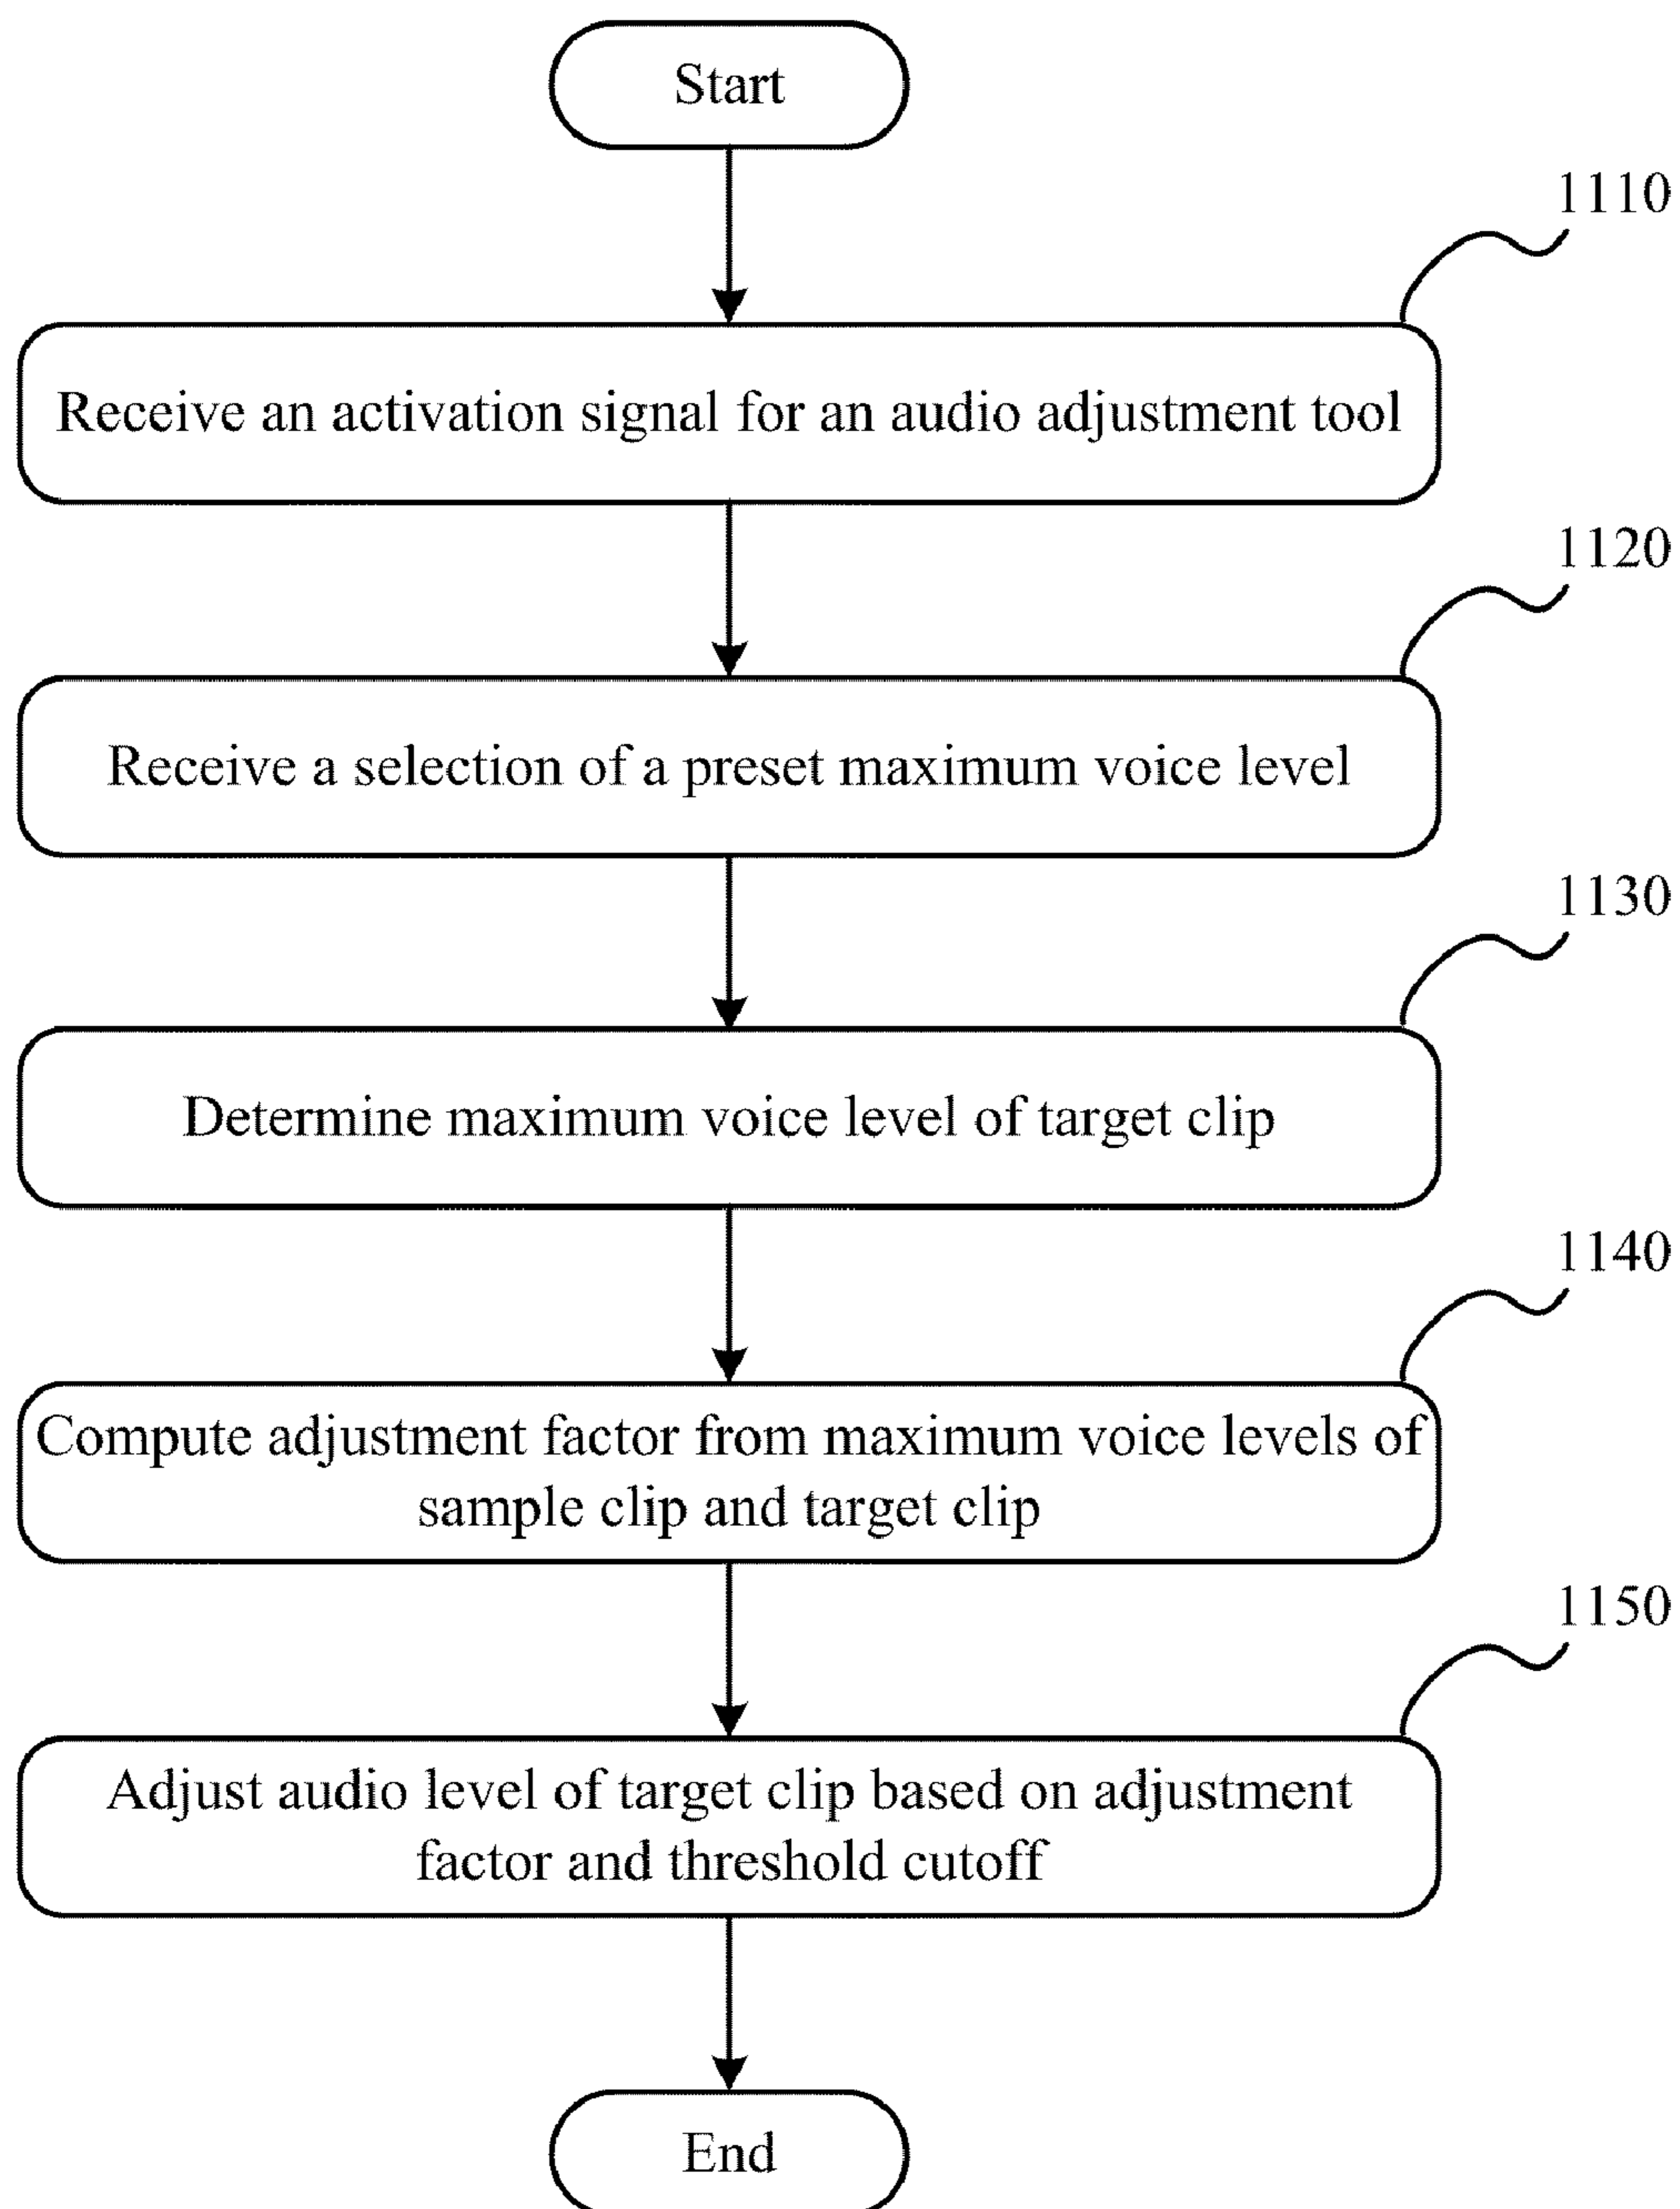 Start
1110
Receive an activation signal for an audio adjustment tool
1120
Receive a selection of a preset maximum voice level
1130
Determine maximum voice level of target clip
1140
Compute adjustment factor from maximum voice levels of
sample clip and target clip
1150
Adjust audio level of target clip based on adjustment
factor and threshold cutoff
End